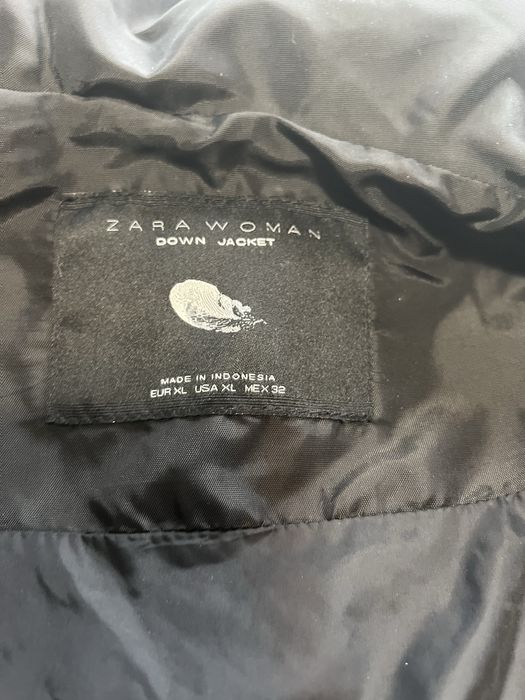 ZARA WOMAN
DOWN JACKET
MADE IN INDONESIA
EUR XL USA XL MEX 32